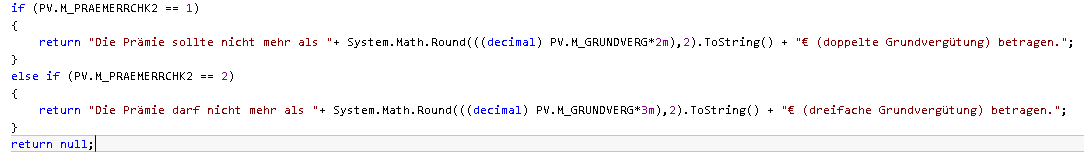 if (PV.M_PRAEMERRCHK2 == 1)
{
return "Die Prämie sollte nicht mehr als "+ System.Math.Round(((decimal) PV.M_GRUNDVERG*2m),2).ToString() + "€ (doppelte Grundvergütung) betragen.";
}
else if (PV.M_PRAEMERRCHK2 == 2)
{
return "Die Prämie darf nicht mehr als "+ System.Math.Round(((decimal) PV.M_GRUNDVERG*3m),2).ToString() + "€ (dreifache Grundvergütung) betragen.";
}
return null;